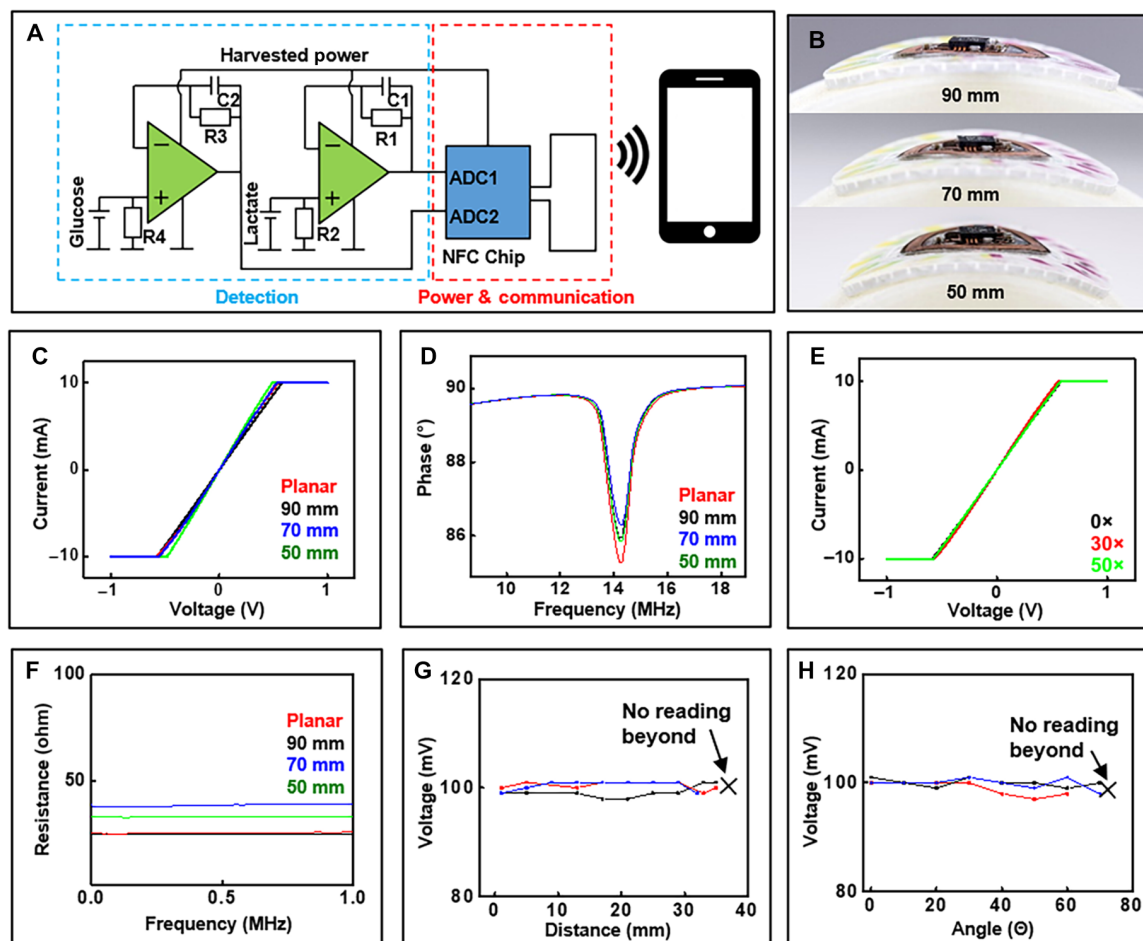 A
Harvested power
C2
R3
C1
R1
Glucose
R4
Lactate
R2
ADC1
ADC2
NFC Chip
Detection
Power & communication
B
90 mm
70 mm
50 mm
C
Current (mA)
10
0
–10
Planar
90 mm
70 mm
50 mm
–1
0
1
Voltage (V)
D
Phase (°)
90
88
86
Planar
90 mm
70 mm
50 mm
10
12
14
16
18
Frequency (MHz)
E
Current (mA)
10
0
–10
0×
30×
50×
–1
0
1
Voltage (V)
F
Resistance (ohm)
100
50
0
Planar
90 mm
70 mm
50 mm
0.0
0.5
1.0
Frequency (MHz)
G
Voltage (mV)
120
100
80
No reading
beyond
0
10
20
30
40
Distance (mm)
H
Voltage (mV)
120
100
80
No reading
beyond
0
20
40
60
80
Angle (Θ)